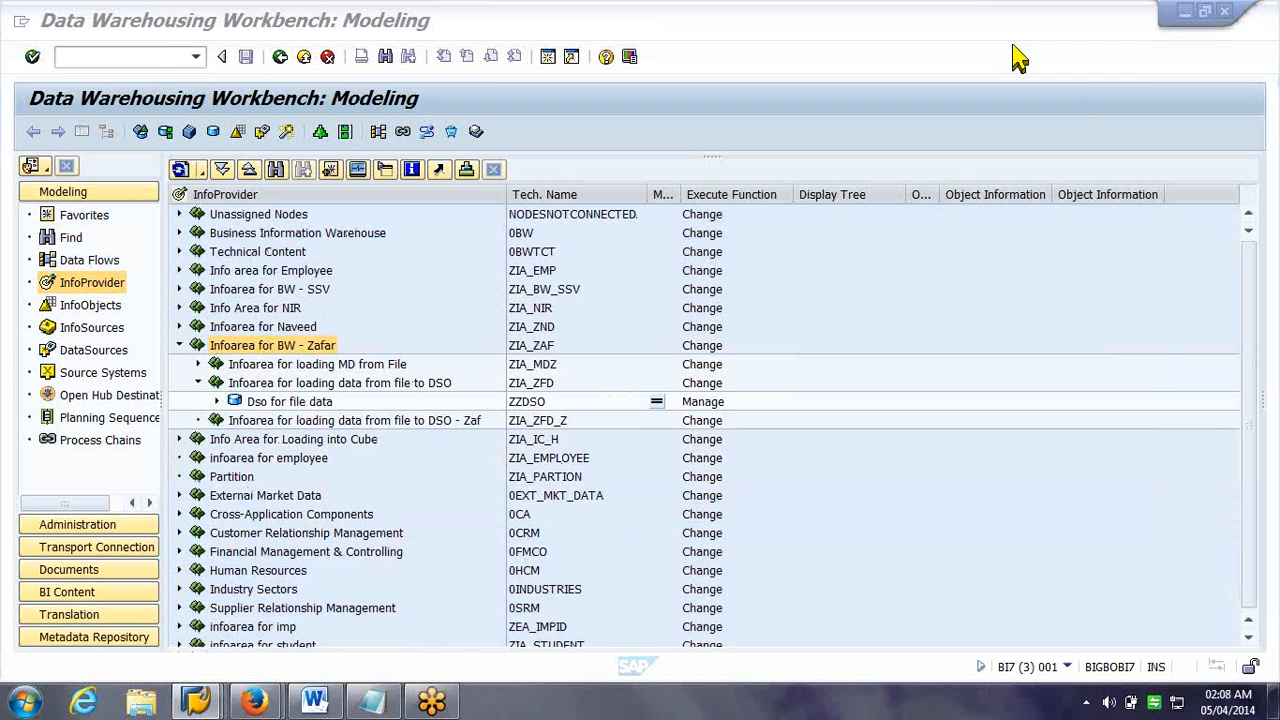 Data Warehousing Workbench: Modeling
Data Warehousing Workbench: Modeling
InfoProvider Tech. Name M... Execute Function Display Tree O... Object Information Object Information
Modeling
Favorites
Find
Data Flows
InfoProvider
InfoObjects
InfoSources
DataSources
Source Systems
Open Hub Destinat
Planning Sequence
Process Chains
Administration
Transport Connection
Documents
BI Content
Translation
Metadata Repository
Unassigned Nodes NODESNOTCONNECTED. Change
Business Information Warehouse 0BW Change
Technical Content 0BWTCT Change
Info area for Employee ZIA_EMP Change
Infoarea for BW - SSV ZIA_BW_SSV Change
Info Area for NIR ZIA_NIR Change
Infoarea for Naveed ZIA_ZND Change
Infoarea for BW - Zafar ZIA_ZAF Change
Infoarea for loading MD from File ZIA_MDZ Change
Infoarea for loading data from file to DSO ZIA_ZFD Change
Dso for file data ZZDSO = Manage
Infoarea for loading data from file to DSO - Zaf ZIA_ZFD_Z Change
Info Area for Loading into Cube ZIA_IC_H Change
infoarea for employee ZIA_EMPLOYEE Change
Partition ZIA_PARTION Change
External Market Data 0EXT_MKT_DATA Change
Cross-Application Components 0CA Change
Customer Relationship Management 0CRM Change
Financial Management & Controlling 0FMCO Change
Human Resources 0HCM Change
Industry Sectors 0INDUSTRIES Change
Supplier Relationship Management 0SRM Change
infoarea for imp ZEA_IMPID Change
infoarea for student ZIA_STUDENT Change
SAP
BI7 (3) 001 BIGBOBI7 INS
02:08 AM
05/04/2014